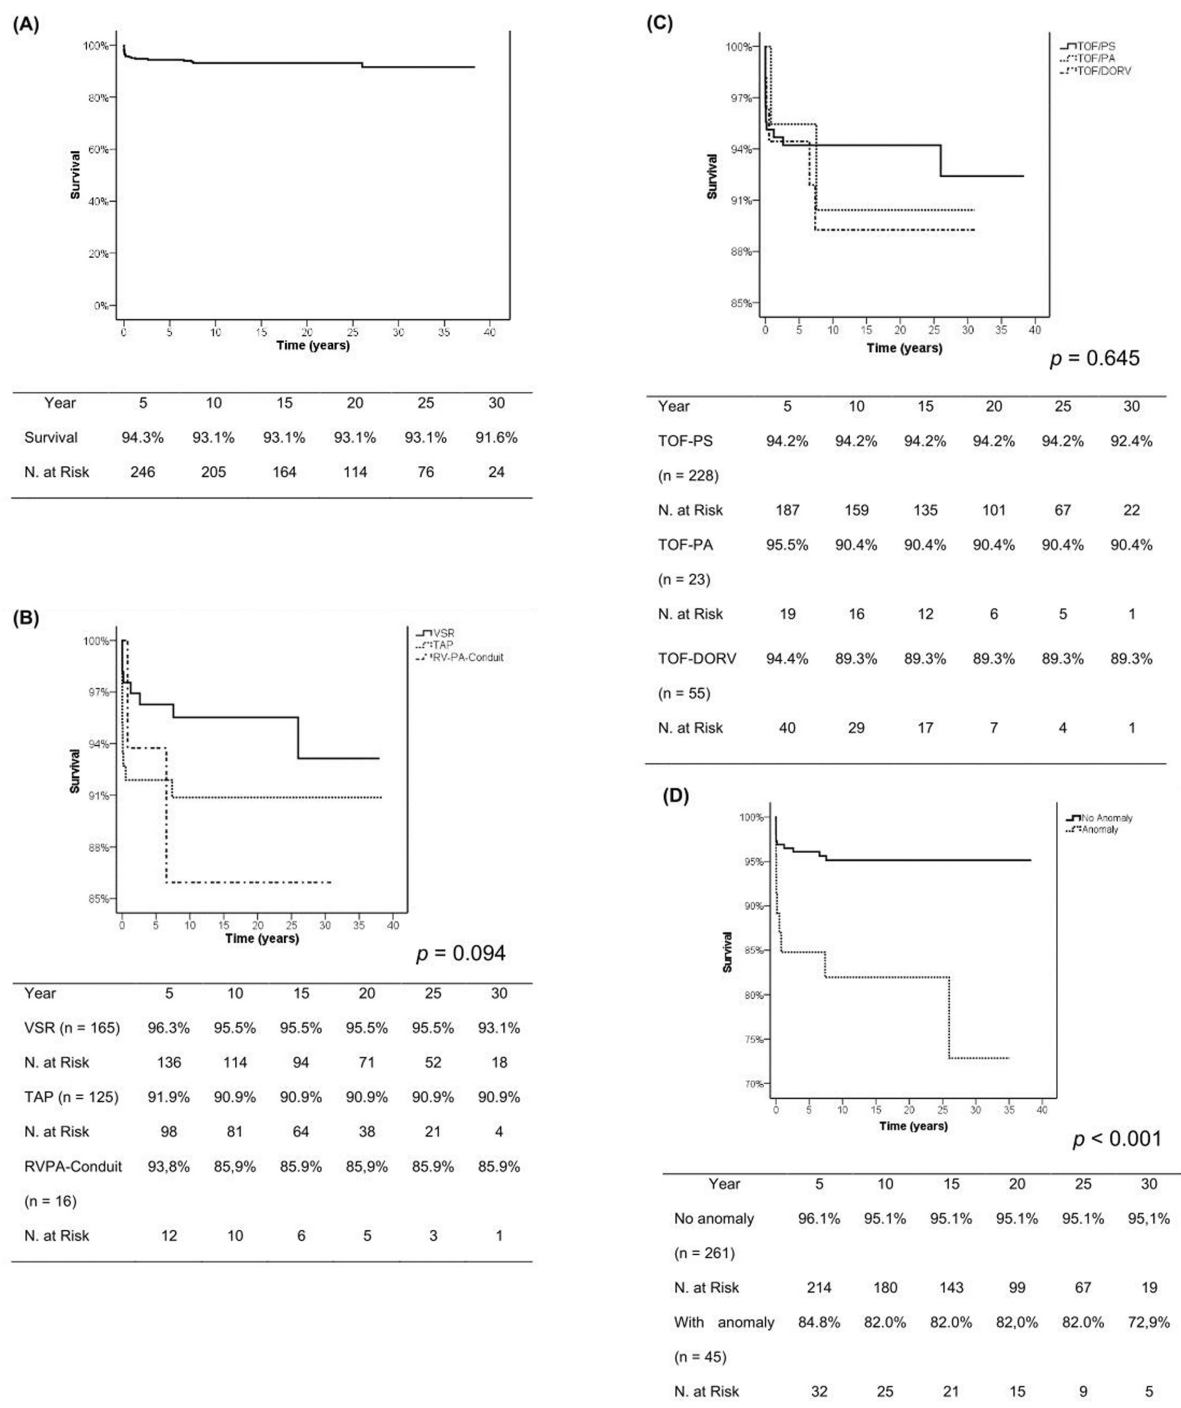 (A)
100%
80%
60%
40%
20%
0%
Survival
0 5 10 15 20 25 30 35 40
Time (years)
Year 5 10 15 20 25 30
Survival 94.3% 93.1% 93.1% 93.1% 93.1% 91.6%
N. at Risk 246 205 164 114 76 24
(B)
VSR
TAP
RV-PA-Conduit
100%
97%
94%
91%
88%
85%
Survival
0 5 10 15 20 25 30 35 40
Time (years)
p = 0.094
Year 5 10 15 20 25 30
VSR (n = 165) 96.3% 95.5% 95.5% 95.5% 95.5% 93.1%
N. at Risk 136 114 94 71 52 18
TAP (n = 125) 91.9% 90.9% 90.9% 90.9% 90.9% 90.9%
N. at Risk 98 81 64 38 21 4
RVPA-Conduit 93,8% 85,9% 85.9% 85,9% 85.9% 85.9%
(n = 16)
N. at Risk 12 10 6 5 3 1
(C)
TOF/PS
TOF/PA
TOF/DORV
100%
97%
94%
91%
88%
85%
Survival
0 5 10 15 20 25 30 35 40
Time (years)
p = 0.645
Year 5 10 15 20 25 30
TOF-PS 94.2% 94.2% 94.2% 94.2% 94.2% 92.4%
(n = 228)
N. at Risk 187 159 135 101 67 22
TOF-PA 95.5% 90.4% 90.4% 90.4% 90.4% 90.4%
(n = 23)
N. at Risk 19 16 12 6 5 1
TOF-DORV 94.4% 89.3% 89.3% 89.3% 89.3% 89.3%
(n = 55)
N. at Risk 40 29 17 7 4 1
(D)
No Anomaly
Anomaly
100%
95%
90%
85%
80%
75%
70%
Survival
0 5 10 15 20 25 30 35 40
Time (years)
p < 0.001
Year 5 10 15 20 25 30
No anomaly 96.1% 95.1% 95.1% 95.1% 95.1% 95,1%
(n = 261)
N. at Risk 214 180 143 99 67 19
With anomaly 84.8% 82.0% 82.0% 82,0% 82.0% 72,9%
(n = 45)
N. at Risk 32 25 21 15 9 5